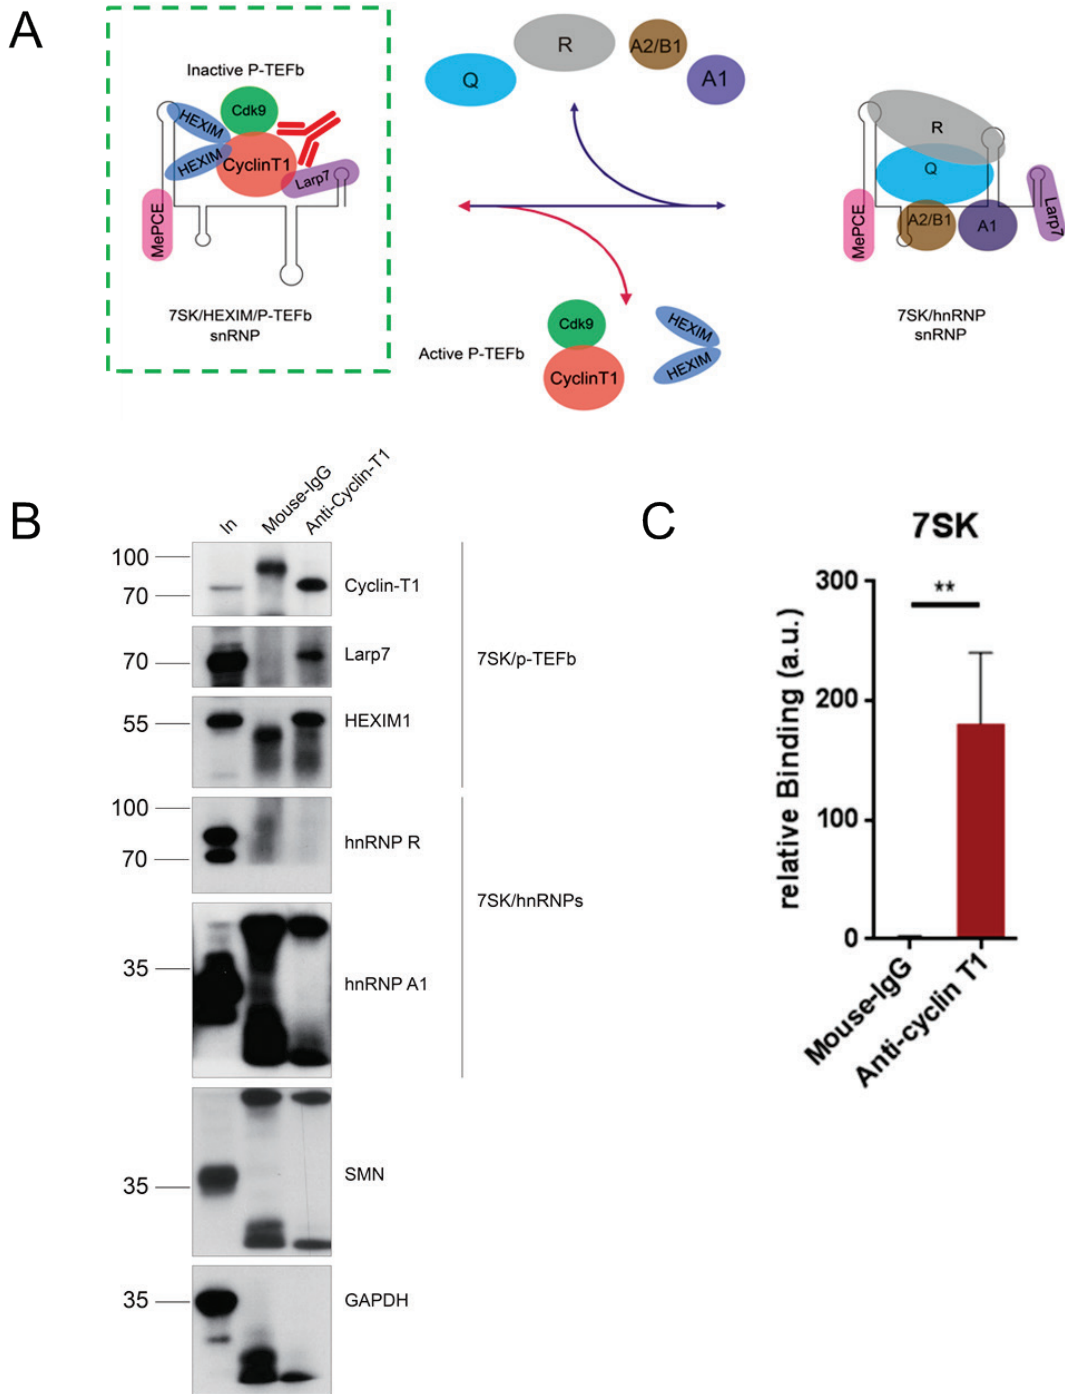 A
Inactive P-TEFb
Cdk9
HEXIM
HEXIM
CyclinT1
Larp7
MePCE
7SK/HEXIM/P-TEFb
snRNP
Q
R
A2/B1
A1
Active P-TEFb
Cdk9
CyclinT1
HEXIM
HEXIM
R
Q
A2/B1
A1
MePCE
Larp7
7SK/hnRNP
snRNP
B
In
Mouse-IgG
Anti-Cyclin-T1
100
70
Cyclin-T1
70
Larp7
55
HEXIM1
7SK/p-TEFb
100
70
hnRNP R
35
hnRNP A1
7SK/hnRNPs
35
SMN
35
GAPDH
C
7SK
relative Binding (a.u.)
300
200
100
0
**
Mouse-IgG
Anti-cyclin T1